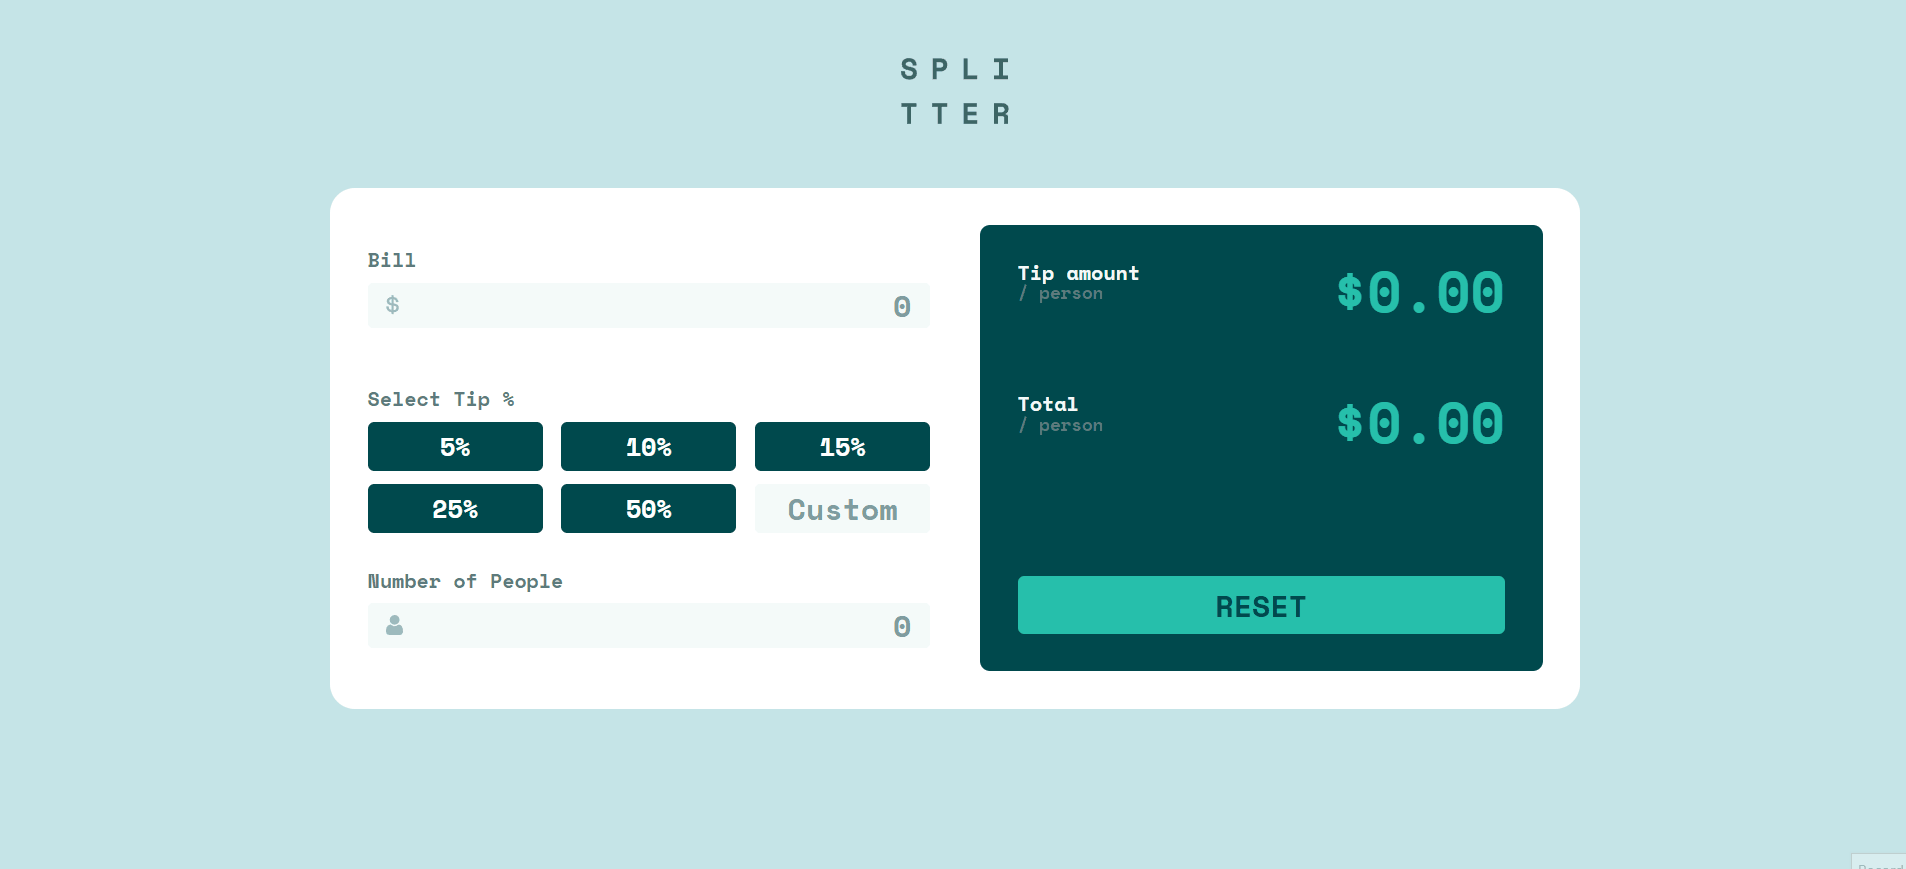 SPLI
TTER
Bill
$ 0
Select Tip %
5% 10% 15%
25% 50% Custom
Number of People
0
Tip amount
/ person
$0.00
Total
/ person
$0.00
RESET